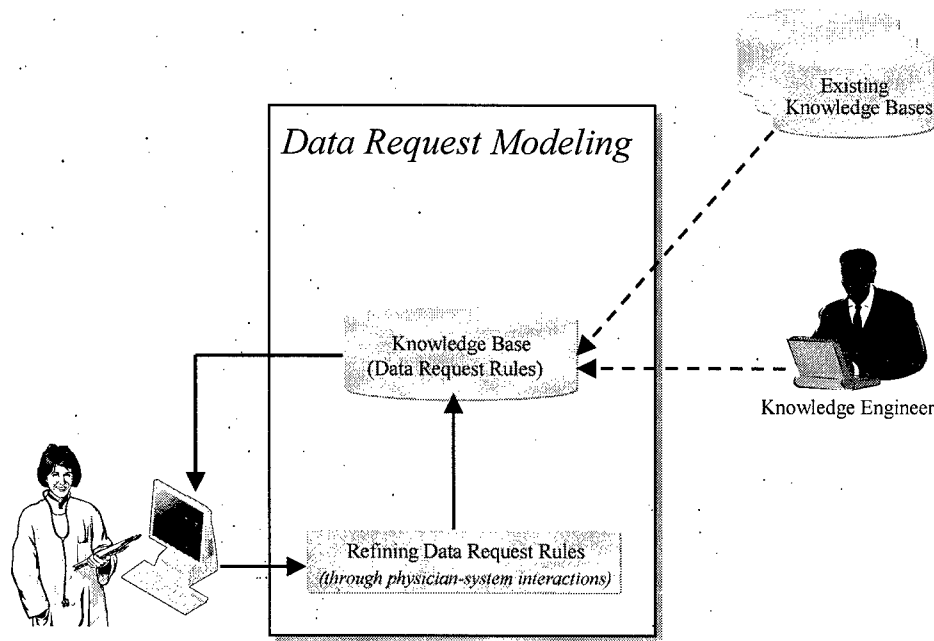 Existing
Knowledge Bases
Data Request Modeling
Knowledge Base
(Data Request Rules)
Knowledge Engineer
Refining Data Request Rules
(through physician-system interactions)